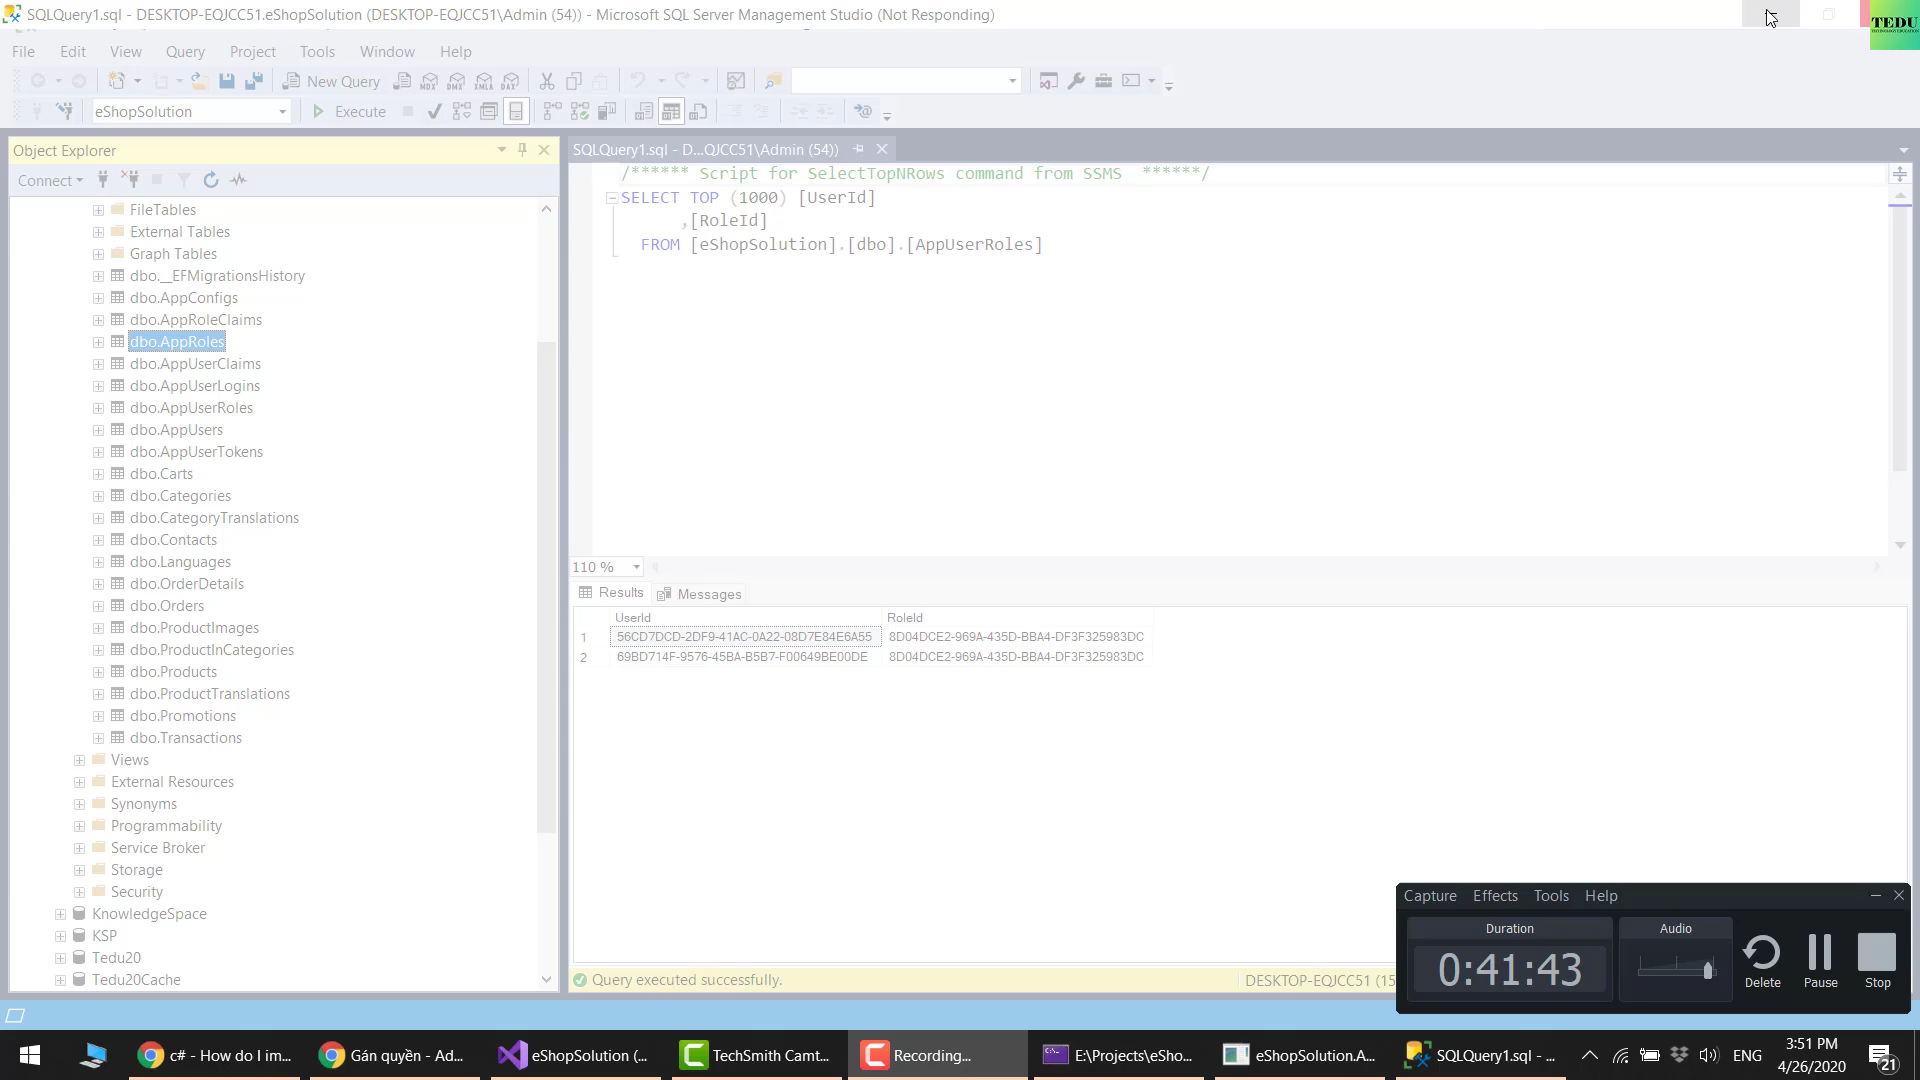 SQLQuery1.sql - DESKTOP-EQJCC51.eShopSolution (DESKTOP-EQJCC51\Admin (54)) - Microsoft SQL Server Management Studio (Not Responding)
TEDU
File Edit View Query Project Tools Window Help
New Query
MDX DMX XMLA DAX
eShopSolution
Execute
Object Explorer
Connect
FileTables
External Tables
Graph Tables
dbo.__EFMigrationsHistory
dbo.AppConfigs
dbo.AppRoleClaims
dbo.AppRoles
dbo.AppUserClaims
dbo.AppUserLogins
dbo.AppUserRoles
dbo.AppUsers
dbo.AppUserTokens
dbo.Carts
dbo.Categories
dbo.CategoryTranslations
dbo.Contacts
dbo.Languages
dbo.OrderDetails
dbo.Orders
dbo.ProductImages
dbo.ProductInCategories
dbo.Products
dbo.ProductTranslations
dbo.Promotions
dbo.Transactions
Views
External Resources
Synonyms
Programmability
Service Broker
Storage
Security
KnowledgeSpace
KSP
Tedu20
Tedu20Cache
SQLQuery1.sql - D...QJCC51\Admin (54))
/****** Script for SelectTopNRows command from SSMS ******/
SELECT TOP (1000) [UserId]
,[RoleId]
FROM [eShopSolution].[dbo].[AppUserRoles]
110 %
Results Messages
UserId RoleId
1 56CD7DCD-2DF9-41AC-0A22-08D7E84E6A55 8D04DCE2-969A-435D-BBA4-DF3F325983DC
2 69BD714F-9576-45BA-B5B7-F00649BE00DE 8D04DCE2-969A-435D-BBA4-DF3F325983DC
Query executed successfully.
DESKTOP-EQJCC51 (15
Capture Effects Tools Help
Duration
Audio
0:41:43
Delete Pause Stop
c# - How do I im...
Gán quyền - Ad...
eShopSolution (...
TechSmith Camt...
Recording...
E:\Projects\eSho...
eShopSolution.A...
SQLQuery1.sql - ...
ENG
3:51 PM
4/26/2020
21